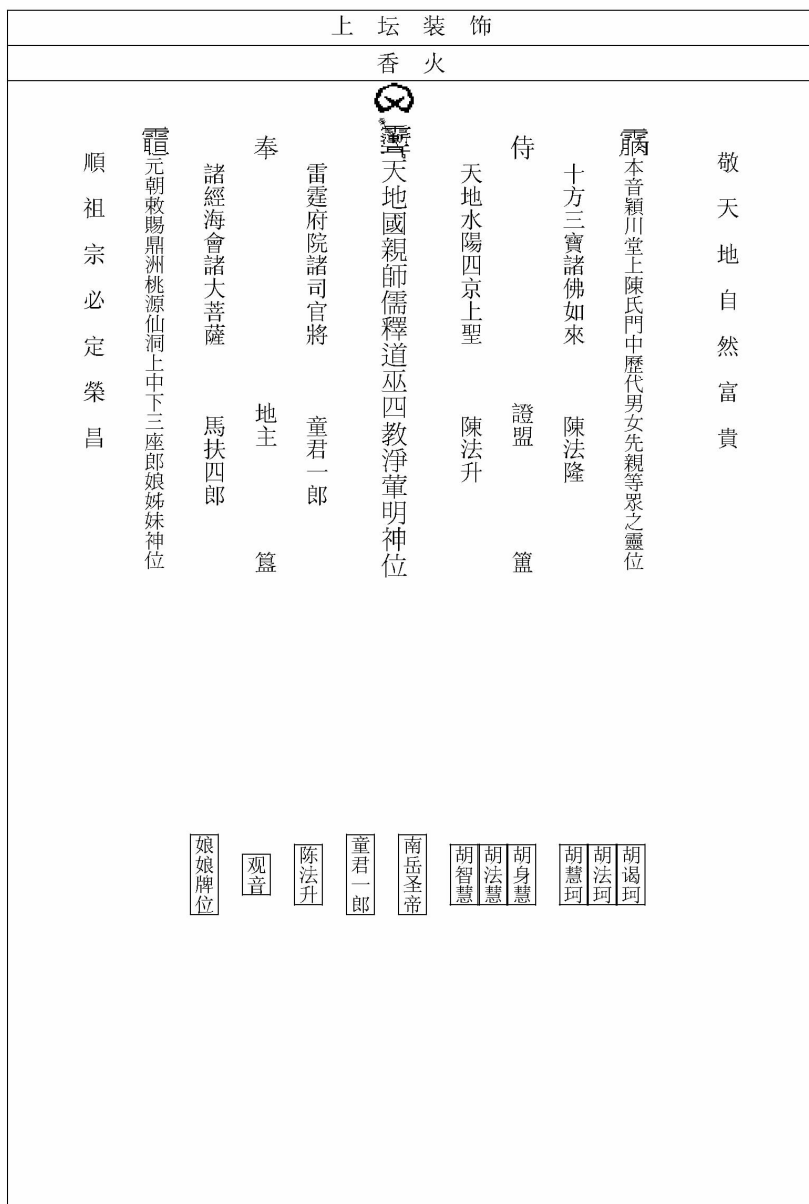 上坛装饰
香火
敬天地自然富貴
本音穎川堂上陳氏門中歷代男女先親等眾之靈位
十方三寶諸佛如來 陳法隆
侍 證盟
天地水陽四京上聖 陳法升
天地國親師儒釋道巫四教淨葷明神位
雷霆府院諸司官將 童君一郎
奉 地主
諸經海會諸大菩薩 馬扶四郎
元朝敕賜鼎洲桃源仙洞上中下三座郎娘姊妹神位
順祖宗必定榮昌
胡谒珂
胡法珂
胡慧珂
胡身慧
胡法慧
胡智慧
南岳圣帝
童君一郎
陈法升
观音
娘娘牌位